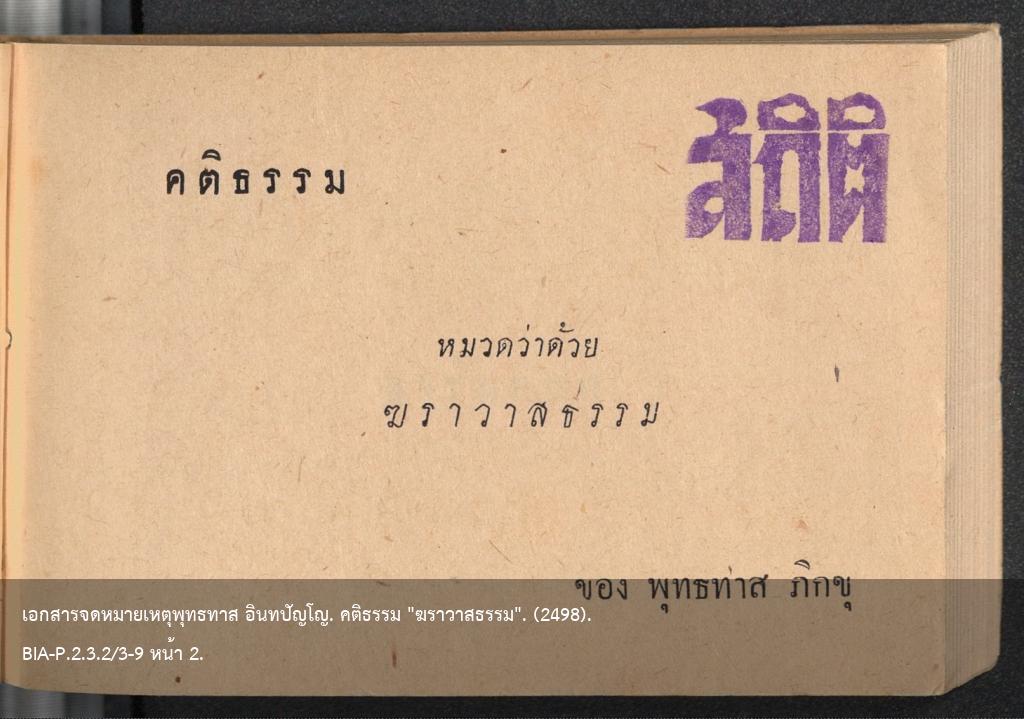 คติธรรม
สถิติ
หมวดว่าด้วย
ฆราวาสธรรม
ของ พุทธทาส ภิกขุ
เอกสารจดหมายเหตุพุทธทาส อินทปัญโญ. คติธรรม "ฆราวาสธรรม". (2498).
BIA-P.2.3.2/3-9 หน้า 2.